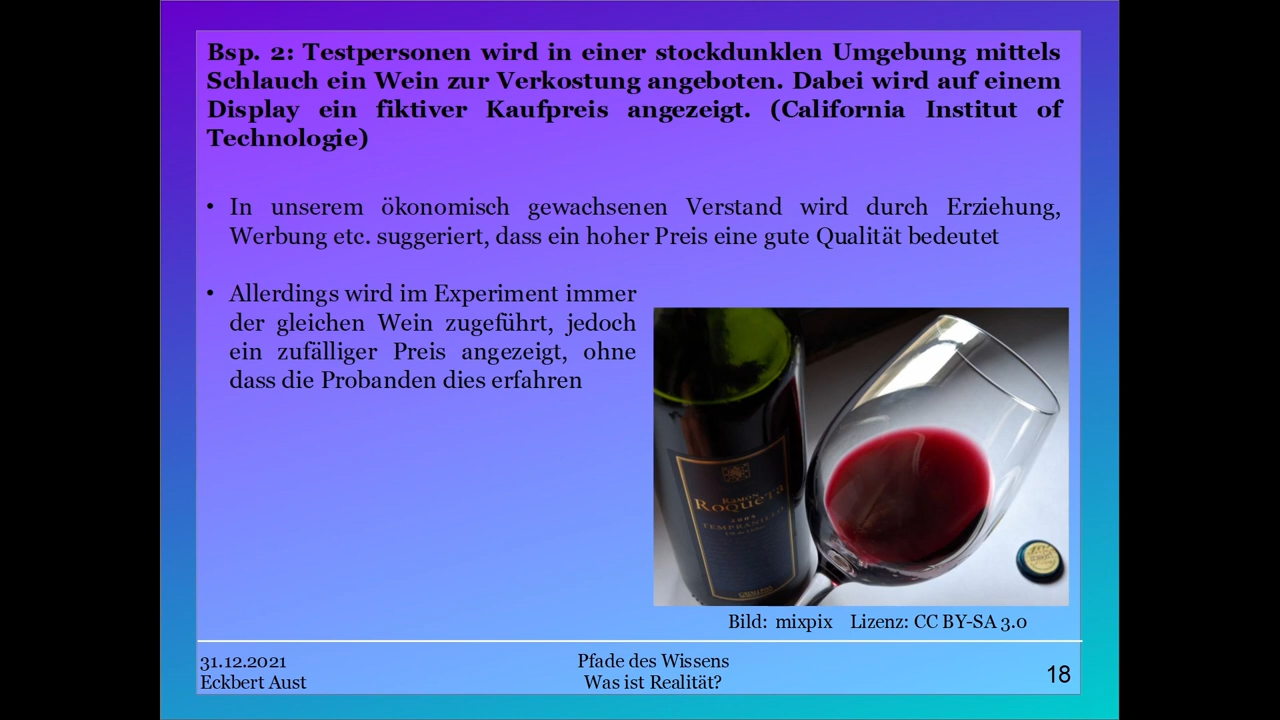 Bsp. 2: Testpersonen wird in einer stockdunklen Umgebung mittels
Schlauch ein Wein zur Verkostung angeboten. Dabei wird auf einem
Display ein fiktiver Kaufpreis angezeigt. (California Institut of
Technologie)
• In unserem ökonomisch gewachsenen Verstand wird durch Erziehung,
Werbung etc. suggeriert, dass ein hoher Preis eine gute Qualität bedeutet
• Allerdings wird im Experiment immer
der gleichen Wein zugeführt, jedoch
ein zufälliger Preis angezeigt, ohne
dass die Probanden dies erfahren
Ramón
Roqueta
TEMPRANILLO
Bild: mixpix Lizenz: CC BY-SA 3.0
31.12.2021
Eckbert Aust
Pfade des Wissens
Was ist Realität?
18